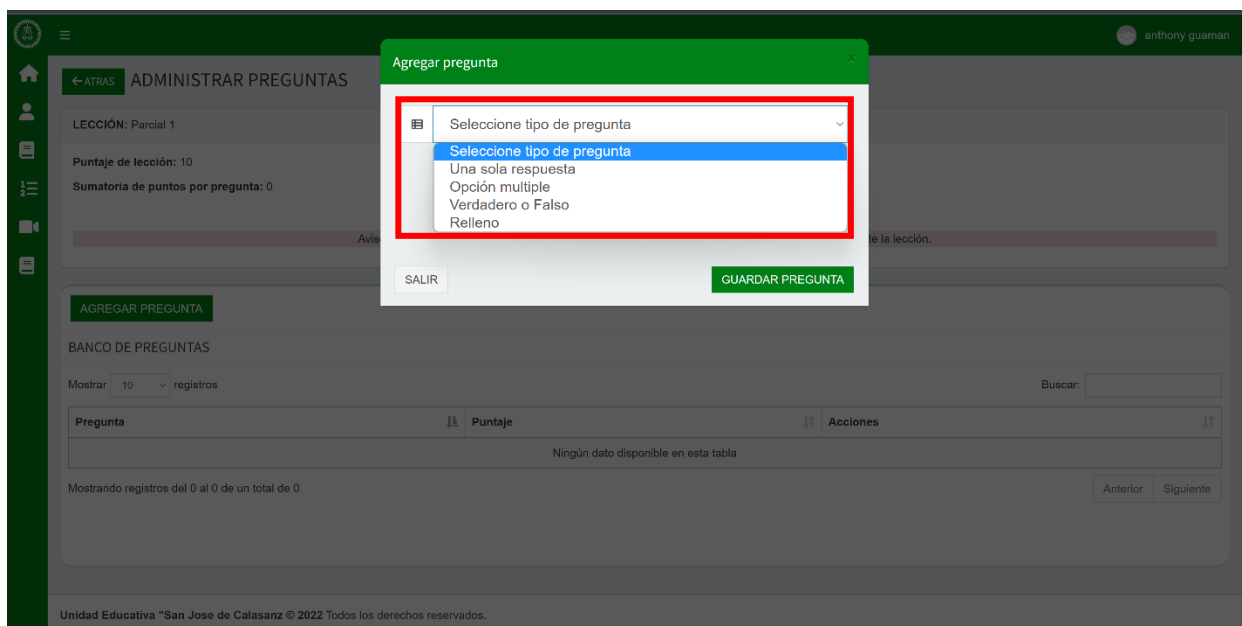 anthony guaman
Agregar pregunta
×
ATRAS ADMINISTRAR PREGUNTAS
LECCIÓN: Parcial 1
Seleccione tipo de pregunta
Seleccione tipo de pregunta
Una sola respuesta
Opción multiple
Verdadero o Falso
Relleno
Puntaje de lección: 10
Sumatoria de puntos por pregunta: 0
de la lección.
SALIR
GUARDAR PREGUNTA
AGREGAR PREGUNTA
BANCO DE PREGUNTAS
Mostrar 10 registros
Buscar:
Pregunta Puntaje Acciones
Ningún dato disponible en esta tabla
Mostrando registros del 0 al 0 de un total de 0
Anterior Siguiente
Unidad Educativa "San Jose de Calasanz © 2022 Todos los derechos reservados.